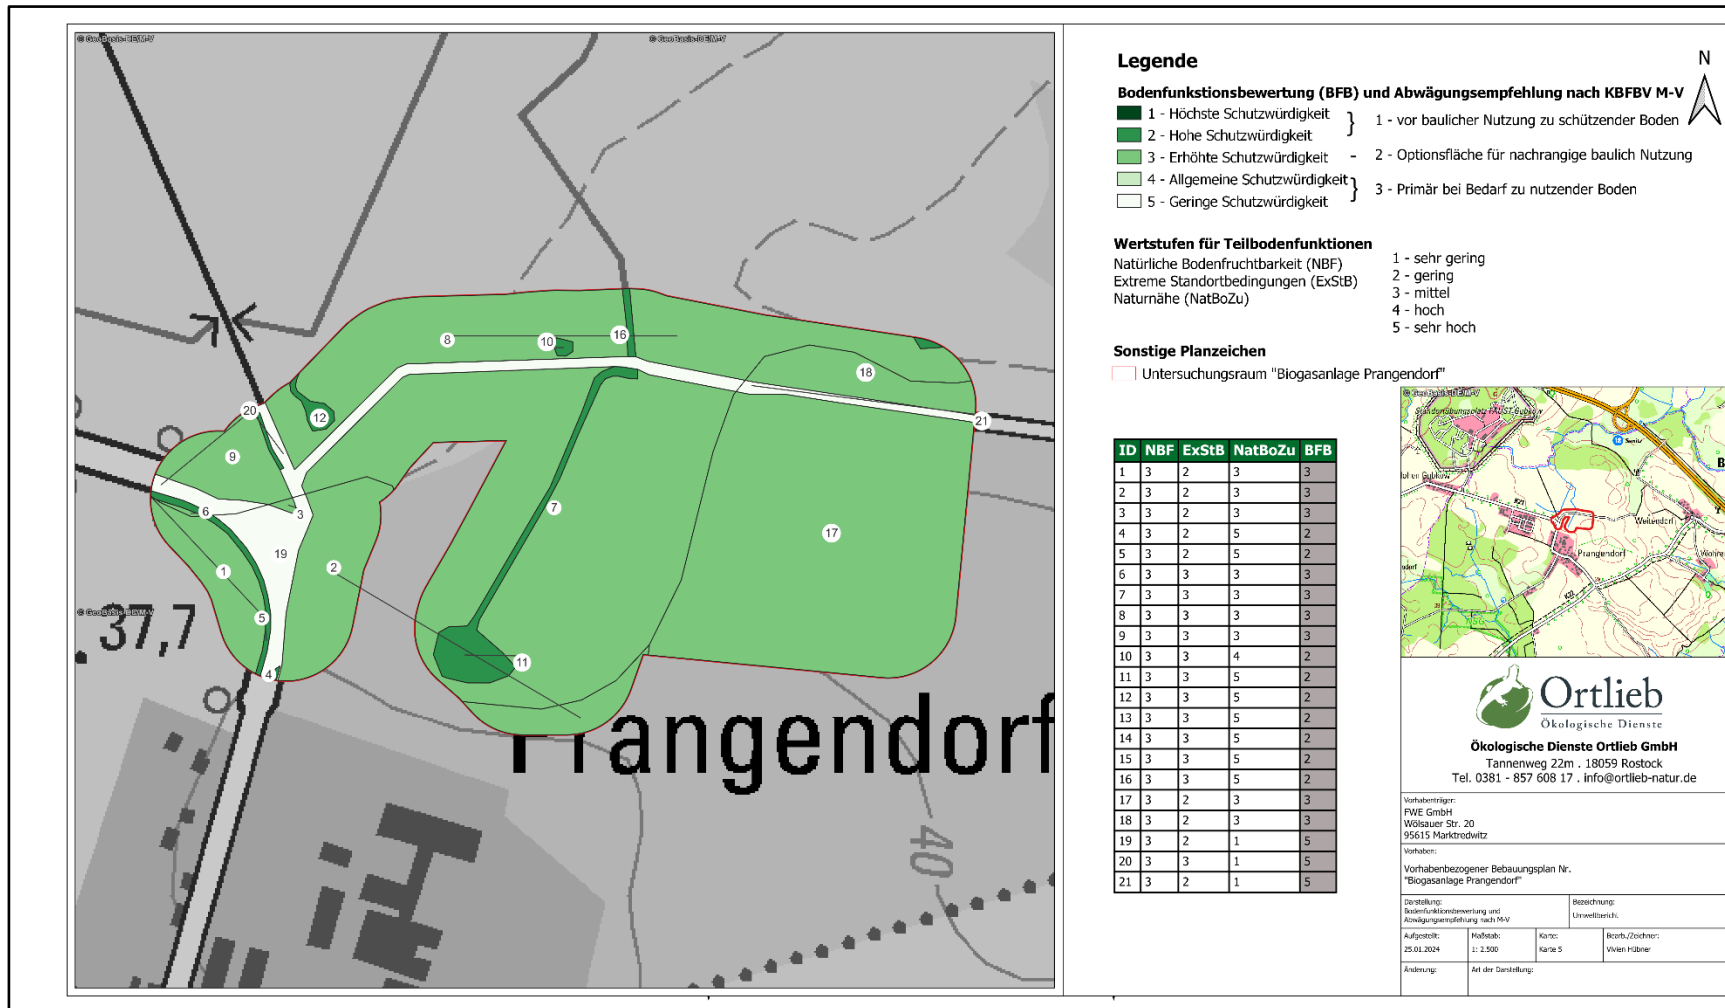 © GeoBasis-DE/M-V
© GeoBasis-DE/M-V
© GeoBasis-DE/M-V
37,7
Prangendorf
40
1
2
3
4
5
6
7
8
9
10
11
12
16
17
18
19
20
21
Legende
N
Bodenfunkstionsbewertung (BFB) und Abwägungsempfehlung nach KBFBV M-V
1 - Höchste Schutzwürdigkeit
2 - Hohe Schutzwürdigkeit
} 1 - vor baulicher Nutzung zu schützender Boden
3 - Erhöhte Schutzwürdigkeit - 2 - Optionsfläche für nachrangige baulich Nutzung
4 - Allgemeine Schutzwürdigkeit
5 - Geringe Schutzwürdigkeit
} 3 - Primär bei Bedarf zu nutzender Boden
Wertstufen für Teilbodenfunktionen
Natürliche Bodenfruchtbarkeit (NBF)
Extreme Standortbedingungen (ExStB)
Naturnähe (NatBoZu)
1 - sehr gering
2 - gering
3 - mittel
4 - hoch
5 - sehr hoch
Sonstige Planzeichen
Untersuchungsraum "Biogasanlage Prangendorf"
ID NBF ExStB NatBoZu BFB
1 3 2 3 3
2 3 2 3 3
3 3 2 3 3
4 3 2 5 2
5 3 2 5 2
6 3 3 3 3
7 3 3 3 3
8 3 3 3 3
9 3 3 3 3
10 3 3 4 2
11 3 3 5 2
12 3 3 5 2
13 3 3 5 2
14 3 3 5 2
15 3 3 5 2
16 3 3 5 2
17 3 2 3 3
18 3 2 3 3
19 3 2 1 5
20 3 3 1 5
21 3 2 1 5
© GeoBasis-DE/M-V
Weitendorf
Prangendorf
Ortlieb
Ökologische Dienste
Ökologische Dienste Ortlieb GmbH
Tannenweg 22m . 18059 Rostock
Tel. 0381 - 857 608 17 . info@ortlieb-natur.de
Vorhabenträger:
FWE GmbH
Wölsauer Str. 20
95615 Marktredwitz
Vorhaben:
Vorhabenbezogener Bebauungsplan Nr.
"Biogasanlage Prangendorf"
Darstellung:
Bodenfunktionsbewertung und
Abwägungsempfehlung nach M-V
Bezeichnung:
Umweltbericht
Aufgestellt:
25.01.2024
Maßstab:
1: 2.500
Karte:
Karte 5
Bearb./Zeichner:
Vivien Hübner
Änderung:
Art der Darstellung: